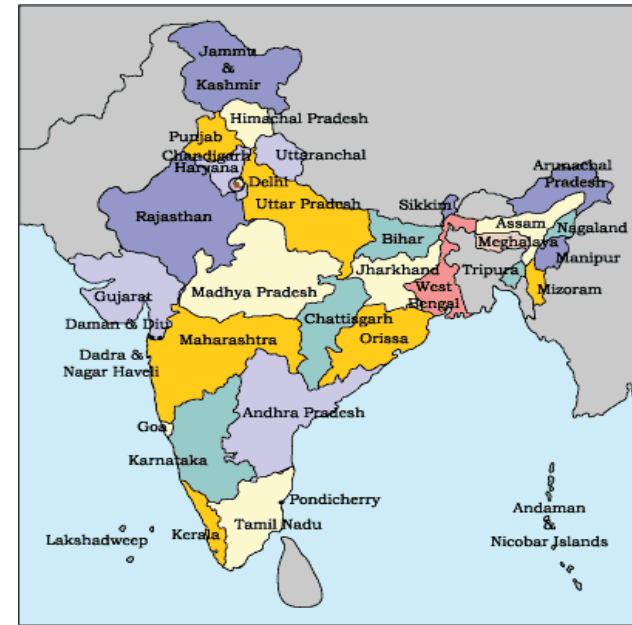 Jammu
&
Kashmir
Himachal Pradesh
Punjab
Chandigarh
Haryana
Uttaranchal
Delhi
Arunachal
Pradesh
Rajasthan
Uttar Pradesh
Sikkim
Assam
Nagaland
Bihar
Meghalaya
Manipur
Jharkhand
Tripura
Gujarat
Madhya Pradesh
West
Bengal
Mizoram
Daman & Diu
Chattisgarh
Maharashtra
Orissa
Dadra &
Nagar Haveli
Andhra Pradesh
Goa
Karnataka
Pondicherry
Andaman
&
Nicobar Islands
Tamil Nadu
Kerala
Lakshadweep